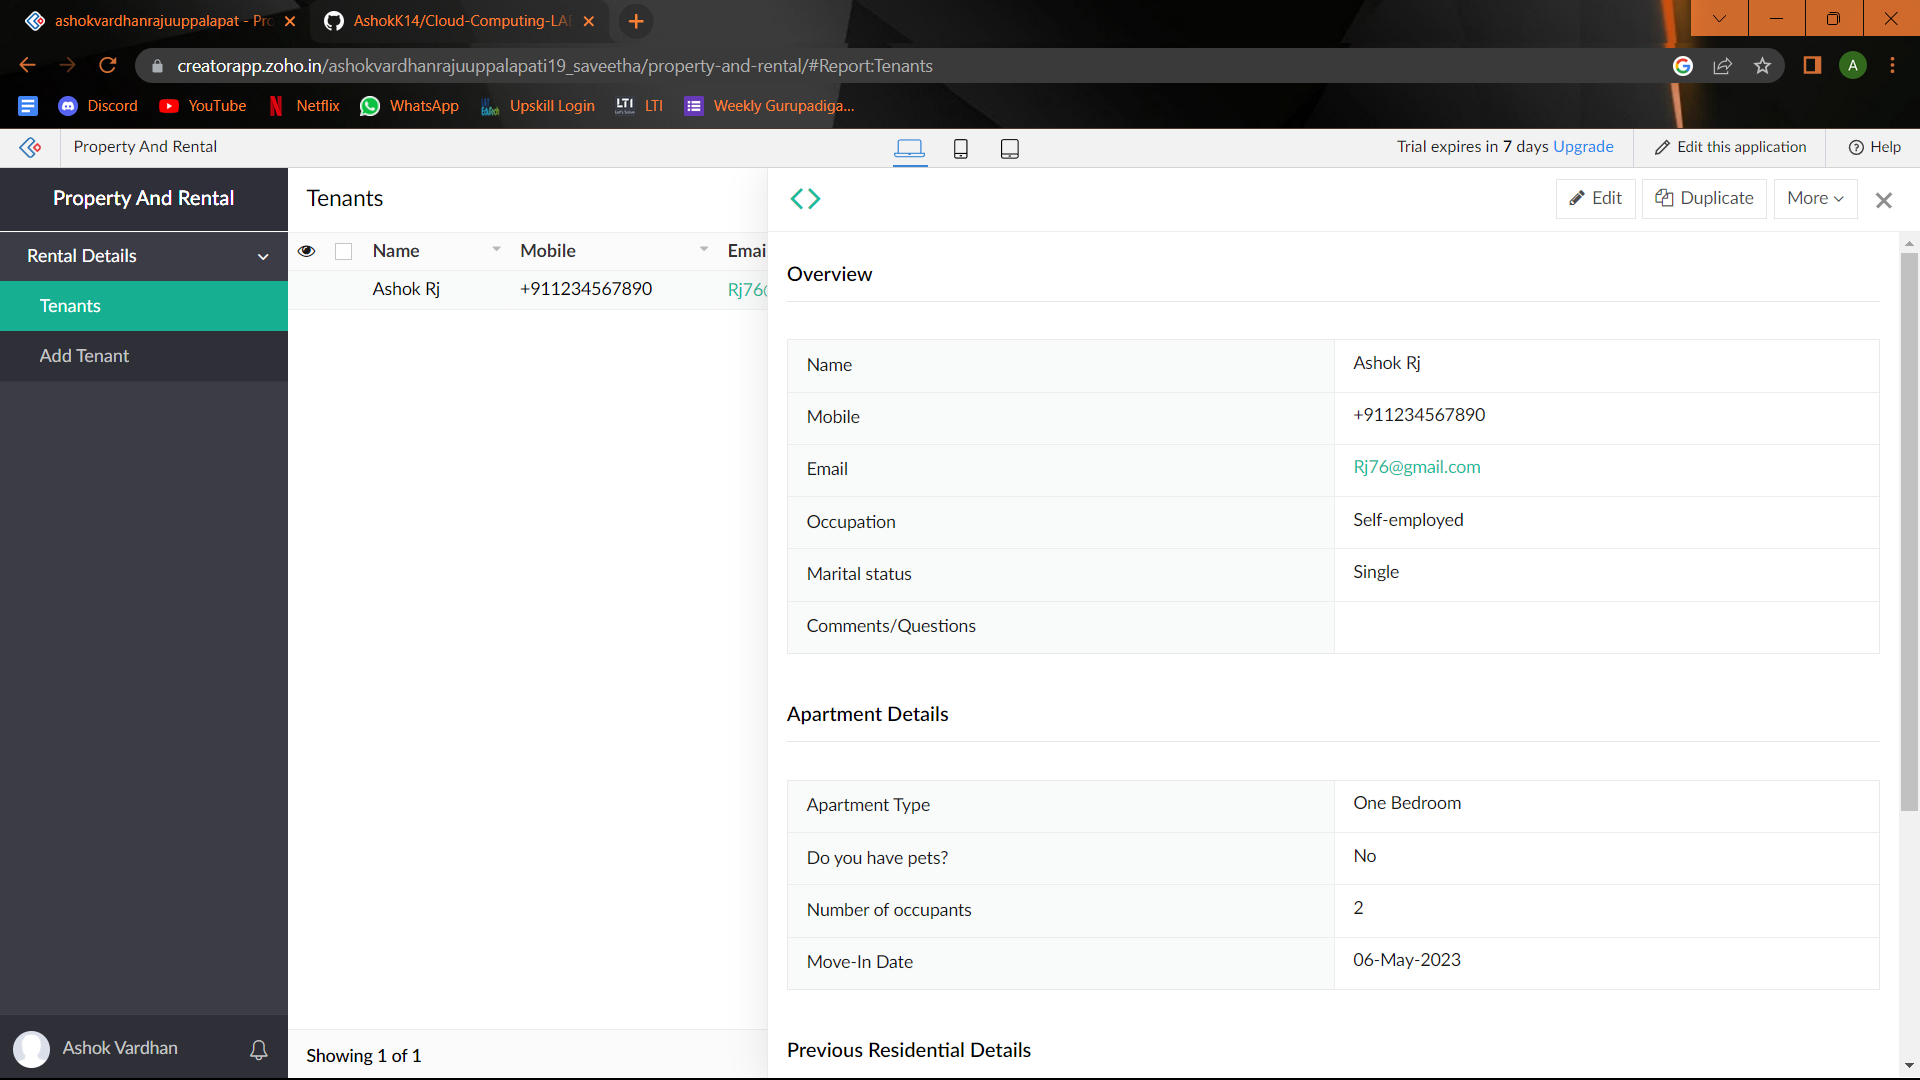 ashokvardhanrajuuppalapat - Pro
AshokK14/Cloud-Computing-LA
creatorapp.zoho.in/ashokvardhanrajuuppalapati19_saveetha/property-and-rental/#Report:Tenants
A
Discord
YouTube
Netflix
WhatsApp
Upskill Login
LTI
LTI
Weekly Gurupadiga...
Property And Rental
Trial expires in 7 days Upgrade
Edit this application
Help
Property And Rental
Rental Details
Tenants
Add Tenant
Ashok Vardhan
Tenants
Name
Mobile
Emai
Ashok Rj
+911234567890
Rj76
Showing 1 of 1
Edit
Duplicate
More
Overview
Name
Ashok Rj
Mobile
+911234567890
Email
Rj76@gmail.com
Occupation
Self-employed
Marital status
Single
Comments/Questions
Apartment Details
Apartment Type
One Bedroom
Do you have pets?
No
Number of occupants
2
Move-In Date
06-May-2023
Previous Residential Details